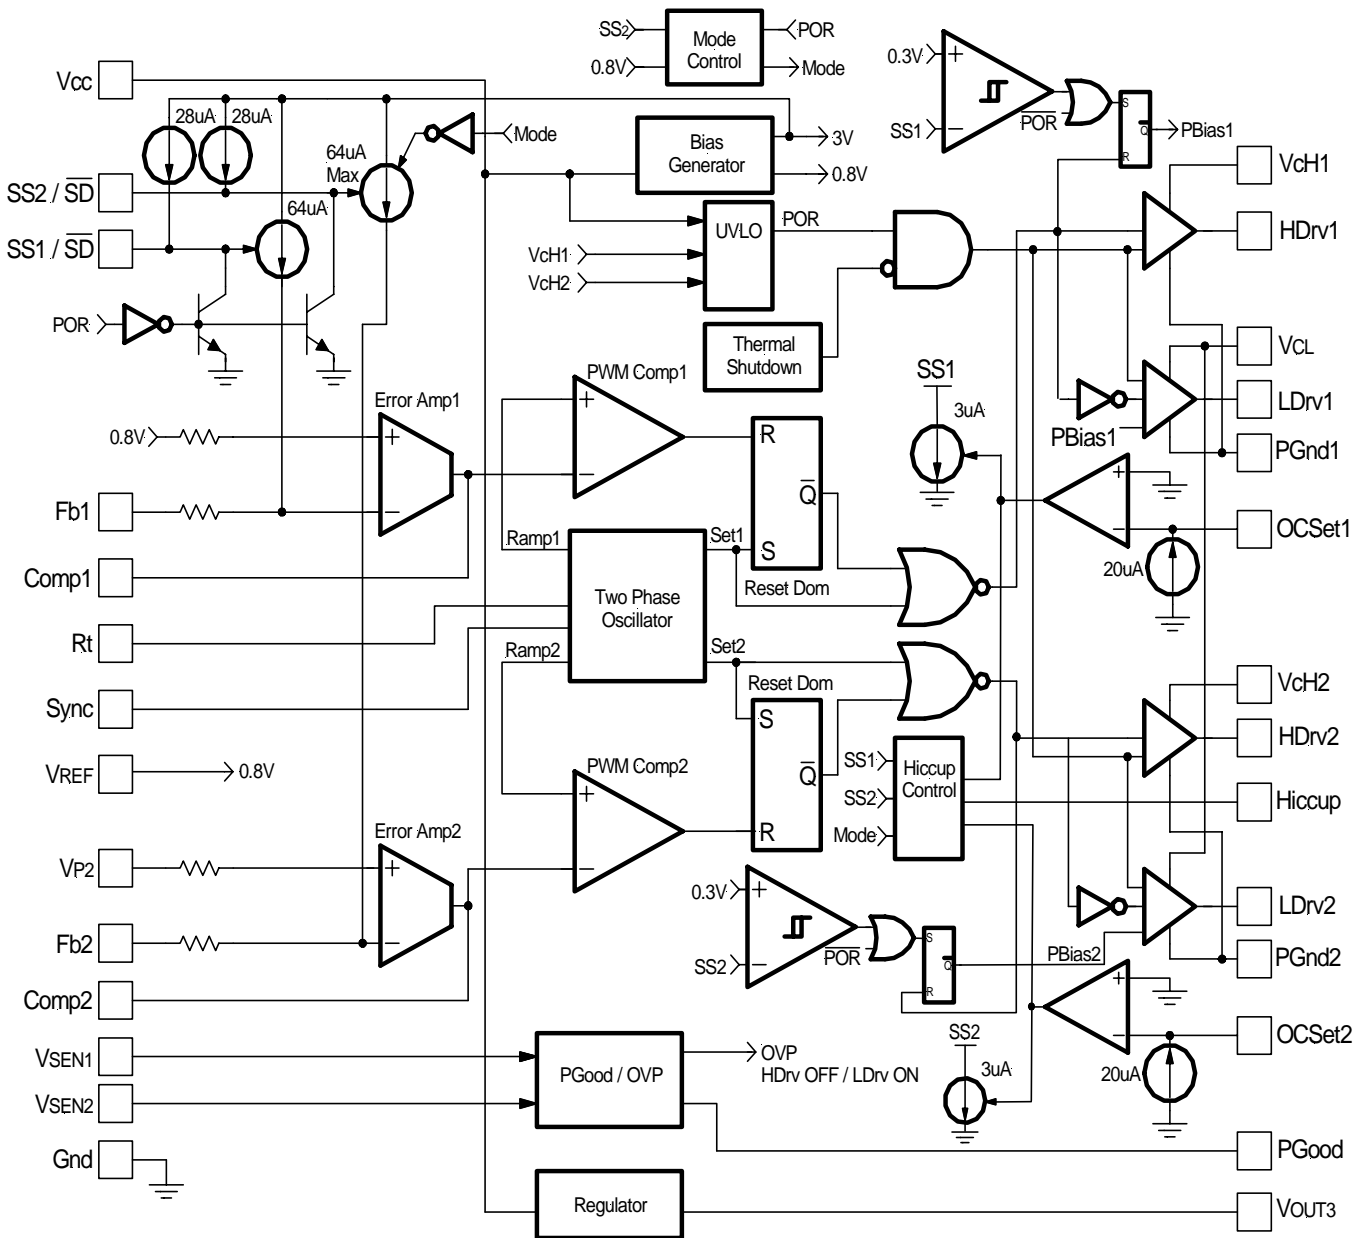 SS2
0.8V
Mode
Control
POR
Mode
0.3V
+
SS1
−
POR
S
Q
R
PBias1
Vcc
28uA
28uA
64uA
Max
Mode
Bias
Generator
3V
0.8V
SS2 / SD
64uA
SS1 / SD
POR
UVLO
POR
VcH1
VcH2
Thermal
Shutdown
VcH1
HDrv1
VCL
LDrv1
PBias1
PGnd1
Error Amp1
0.8V
+
−
Fb1
Comp1
PWM Comp1
+
−
R
Q
S
Reset Dom
Ramp1
Set1
Two Phase
Oscillator
Ramp2
Set2
SS1
3uA
+
−
OCSet1
20uA
Rt
Sync
VREF
0.8V
Reset Dom
S
Q
R
PWM Comp2
+
−
SS1
SS2
Mode
Hiccup
Control
VcH2
HDrv2
Hiccup
LDrv2
PGnd2
Error Amp2
VP2
+
−
Fb2
Comp2
0.3V
+
SS2
−
POR
S
Q
R
PBias2
+
−
OCSet2
20uA
SS2
3uA
VSEN1
VSEN2
PGood / OVP
OVP
HDrv OFF / LDrv ON
PGood
Gnd
Regulator
VOUT3